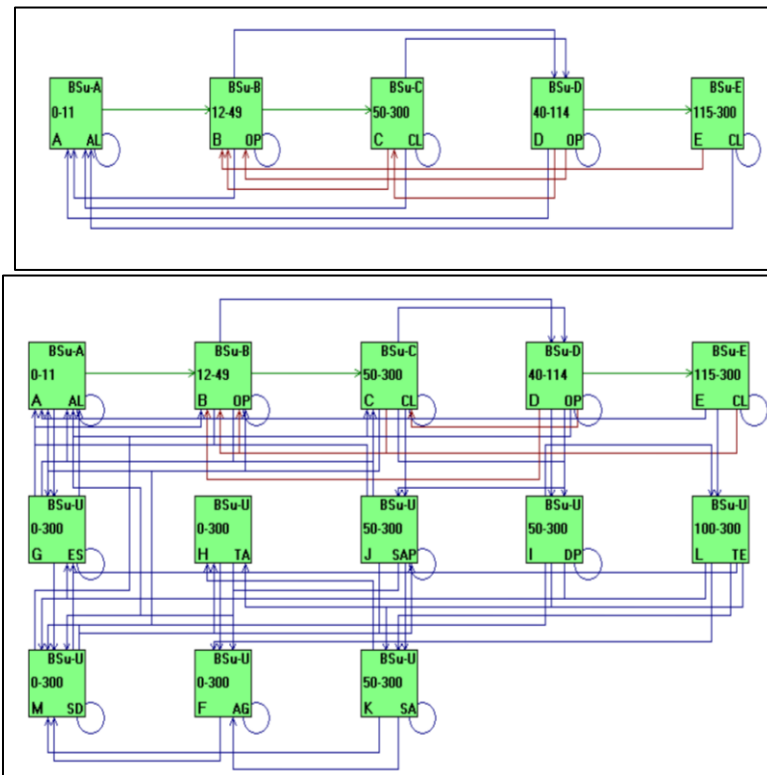 BSu-A BSu-B BSu-C BSu-D BSu-E
0-11 12-49 50-300 40-114 115-300
A AL B OP C CL D OP E CL
BSu-A BSu-B BSu-C BSu-D BSu-E
0-11 12-49 50-300 40-114 115-300
A AL B OP C CL D OP E CL
BSu-U BSu-U BSu-U BSu-U BSu-U
0-300 0-300 50-300 50-300 100-300
G ES H TA J SAP I DP L TE
BSu-U BSu-U BSu-U
0-300 0-300 50-300
M SD F AG K SA